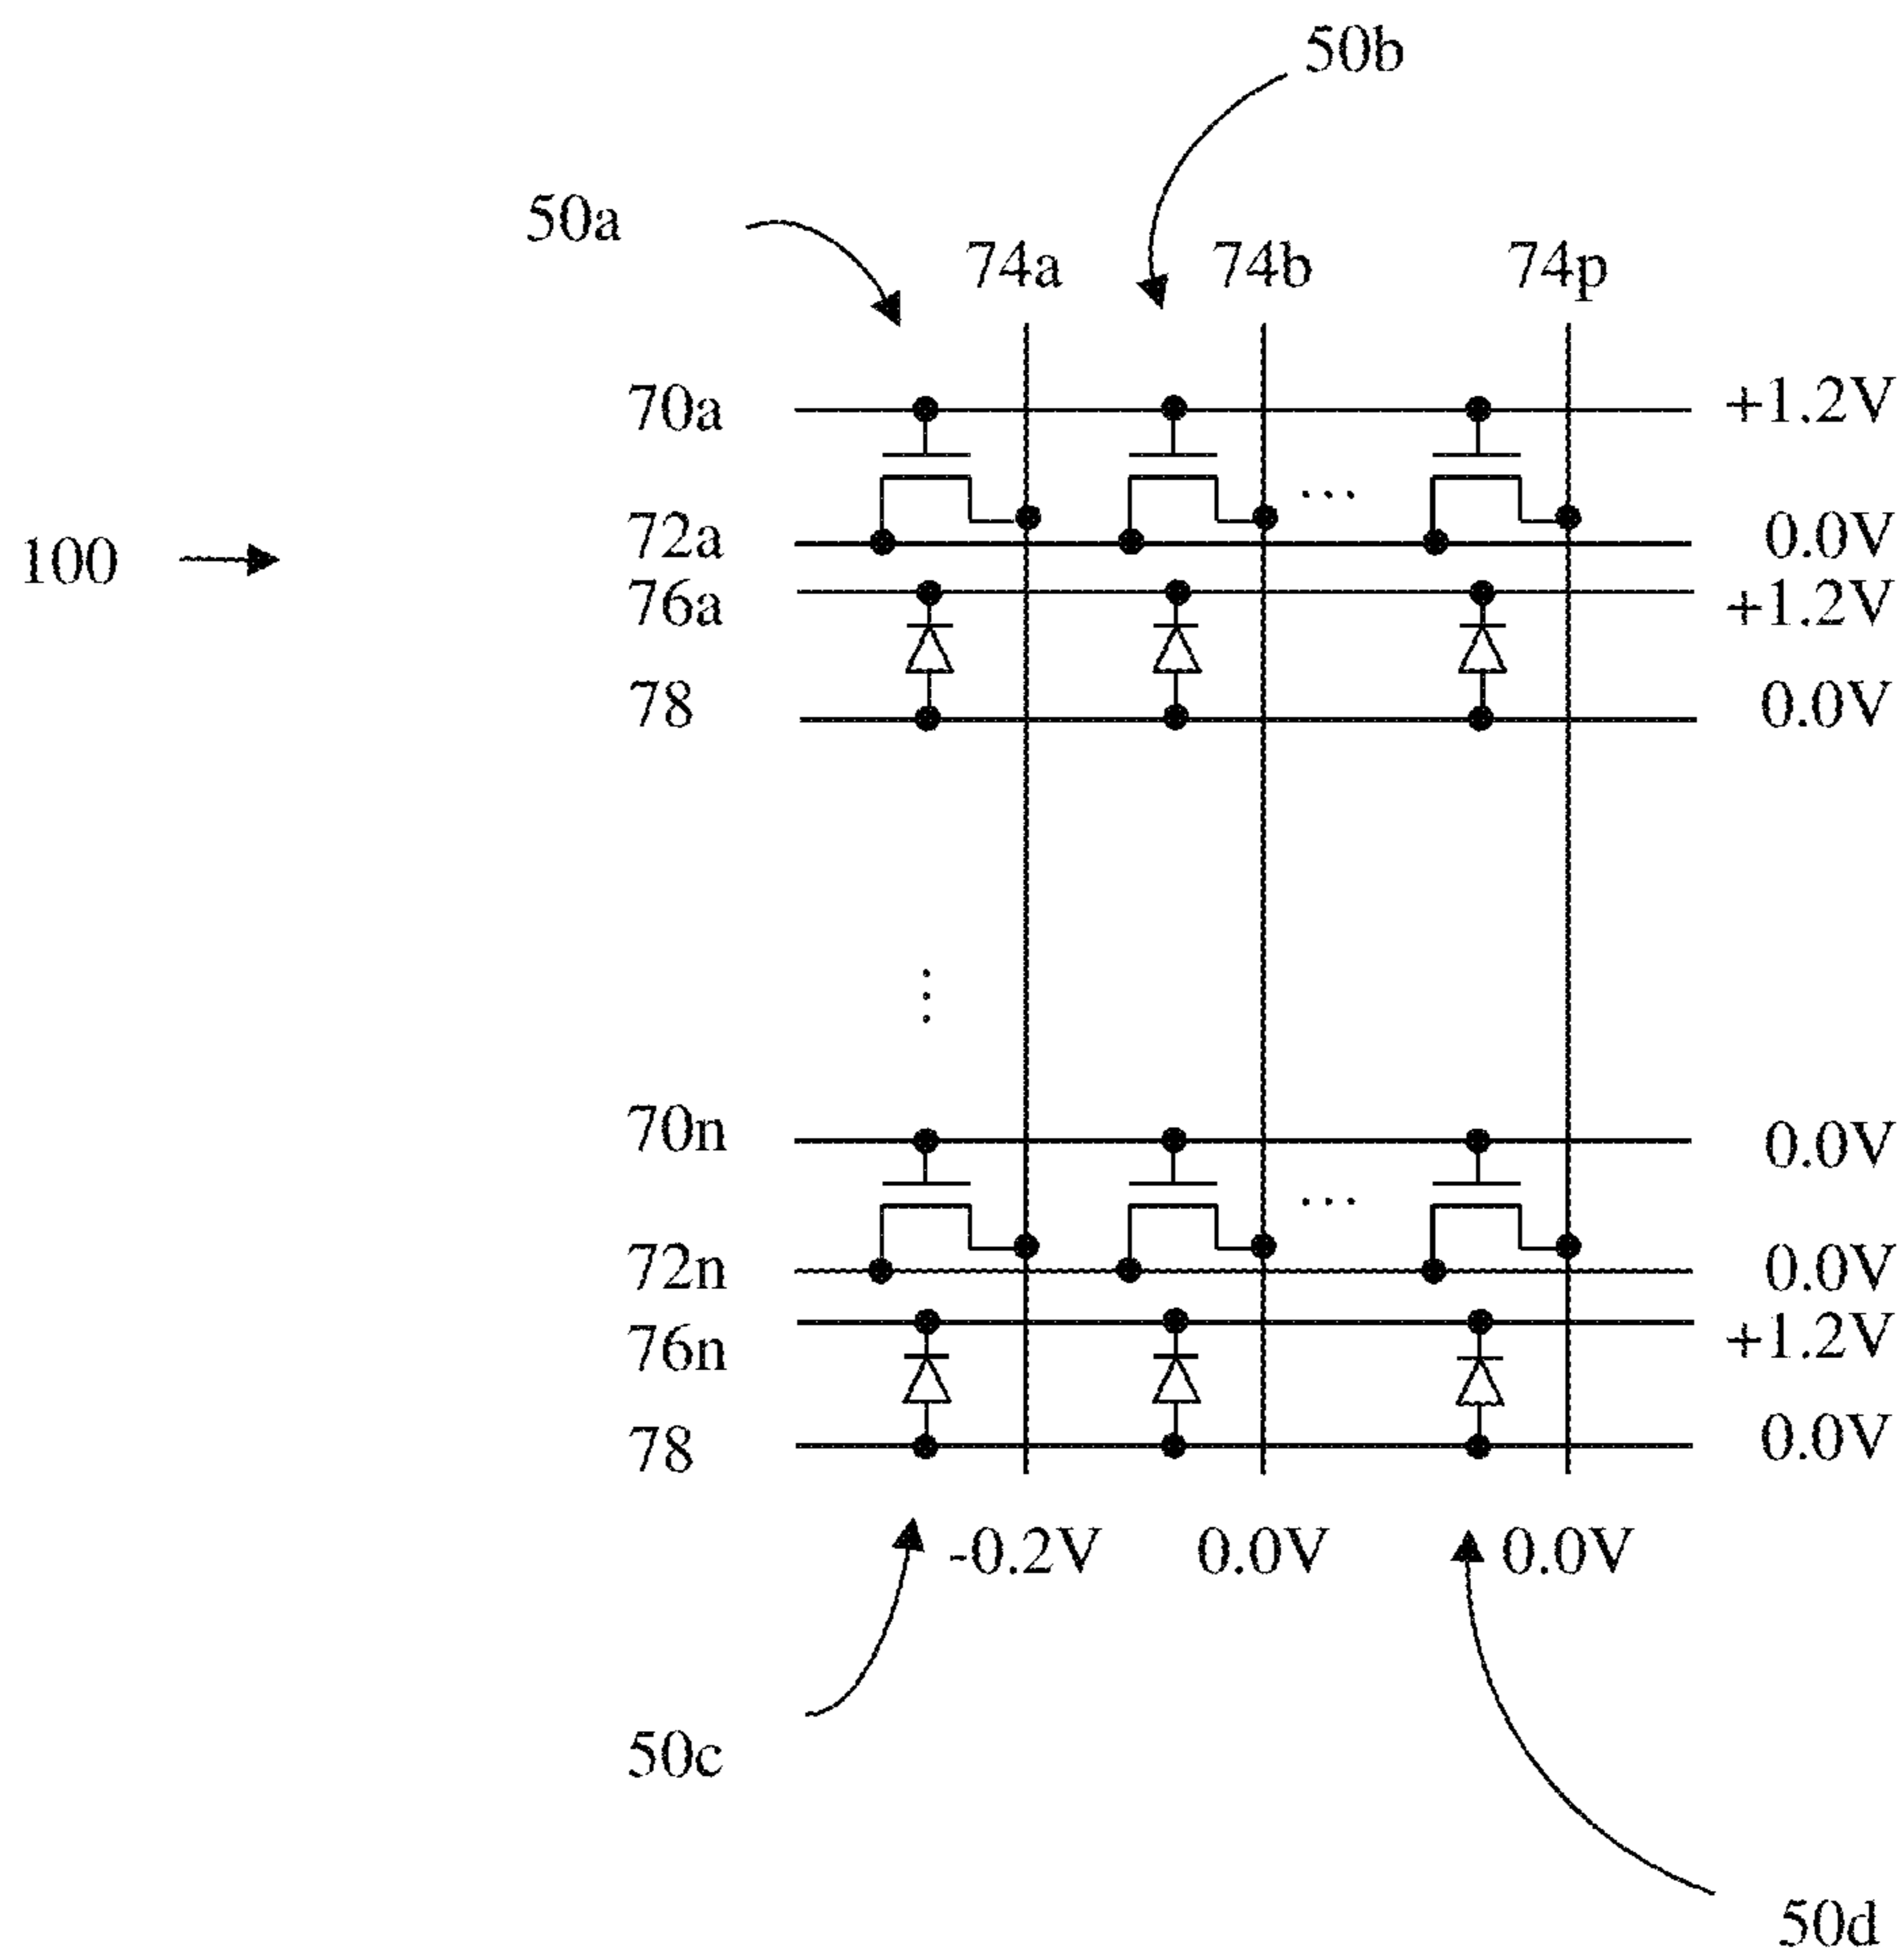 50b
50a
74a 74b 74p
70a +1.2V
...
72a 0.0V
100
76a +1.2V
78 0.0V
70n 0.0V
...
72n 0.0V
76n +1.2V
78 0.0V
-0.2V 0.0V 0.0V
50c
50d